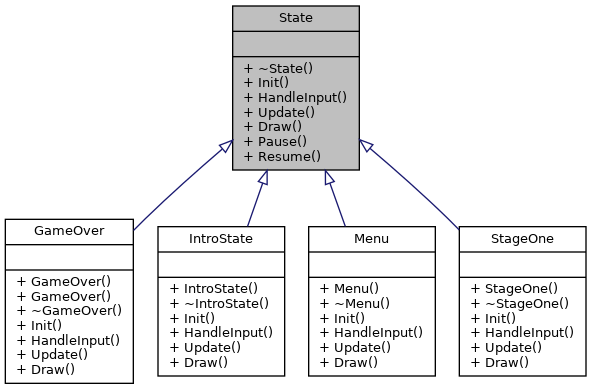 State
+ ~State()
+ Init()
+ HandleInput()
+ Update()
+ Draw()
+ Pause()
+ Resume()
GameOver
+ GameOver()
+ GameOver()
+ ~GameOver()
+ Init()
+ HandleInput()
+ Update()
+ Draw()
IntroState
+ IntroState()
+ ~IntroState()
+ Init()
+ HandleInput()
+ Update()
+ Draw()
Menu
+ Menu()
+ ~Menu()
+ Init()
+ HandleInput()
+ Update()
+ Draw()
StageOne
+ StageOne()
+ ~StageOne()
+ Init()
+ HandleInput()
+ Update()
+ Draw()